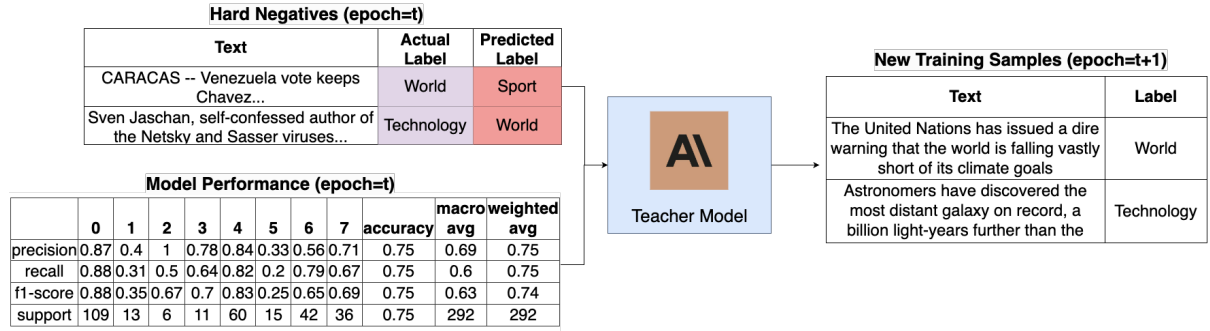 Hard Negatives (epoch=t)
Text Actual Label Predicted Label
CARACAS -- Venezuela vote keeps
Chavez...
World Sport
Sven Jaschan, self-confessed author of
the Netsky and Sasser viruses...
Technology World
Model Performance (epoch=t)
0 1 2 3 4 5 6 7 accuracy macro avg weighted avg
precision 0.87 0.4 1 0.78 0.84 0.33 0.56 0.71 0.75 0.69 0.75
recall 0.88 0.31 0.5 0.64 0.82 0.2 0.79 0.67 0.75 0.6 0.75
f1-score 0.88 0.35 0.67 0.7 0.83 0.25 0.65 0.69 0.75 0.63 0.74
support 109 13 6 11 60 15 42 36 0.75 292 292
A\
Teacher Model
New Training Samples (epoch=t+1)
Text Label
The United Nations has issued a dire
warning that the world is falling vastly
short of its climate goals
World
Astronomers have discovered the
most distant galaxy on record, a
billion light-years further than the
Technology